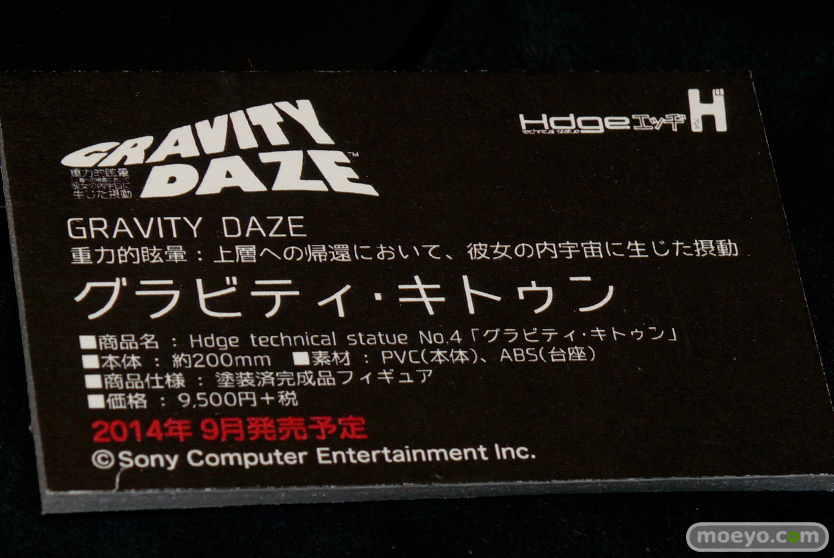 GRAVITY
DAZE™
重力的眩暈
上層への帰還において
彼女の内宇宙に
生じた摂動
Hdge エッヂ H
technical statue
GRAVITY DAZE
重力的眩暈：上層への帰還において、彼女の内宇宙に生じた摂動
グラビティ・キトゥン
■商品名：Hdge technical statue No.4「グラビティ・キトゥン」
■本体：約200mm ■素材：PVC(本体)、ABS(台座)
■商品仕様：塗装済完成品フィギュア
■価格：9,500円＋税
2014年 9月発売予定
©Sony Computer Entertainment Inc.
moeyo.com